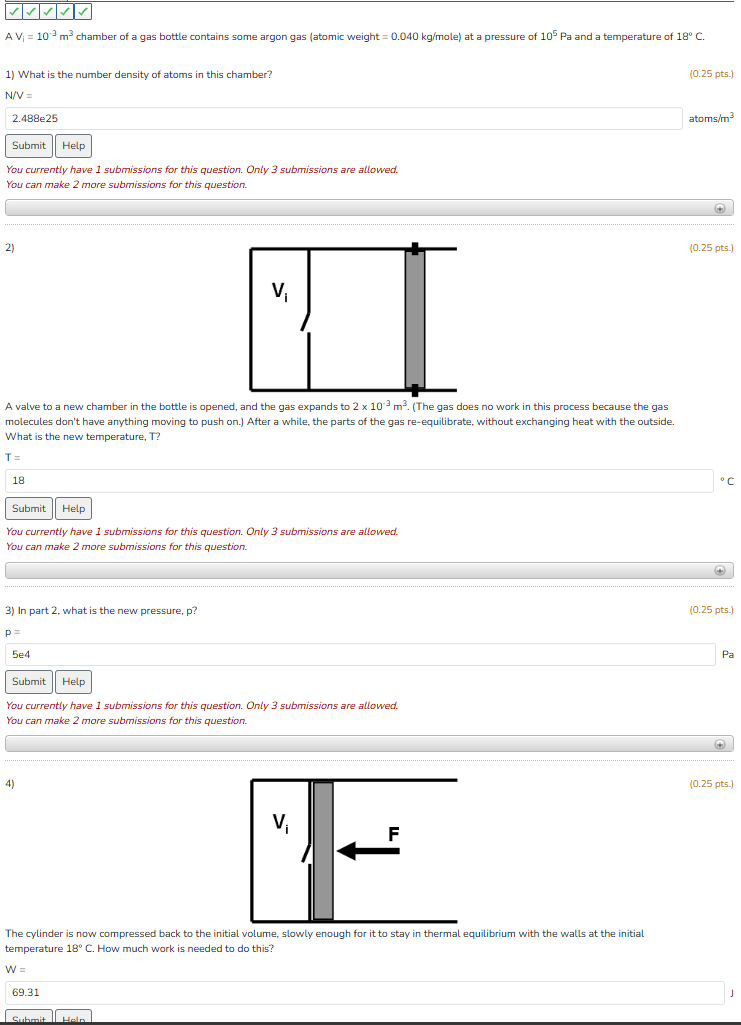 A Vi = 10-3 m3 chamber of a gas bottle contains some argon gas (atomic weight = 0.040 kg/mole) at a pressure of 105 Pa and a temperature of 18° C.
1) What is the number density of atoms in this chamber?
(0.25 pts.)
N/V =
2.488e25
atoms/m3
Submit Help
You currently have 1 submissions for this question. Only 3 submissions are allowed.
You can make 2 more submissions for this question.
2)
(0.25 pts.)
Vi
A valve to a new chamber in the bottle is opened, and the gas expands to 2 x 10-3 m3. (The gas does no work in this process because the gas
molecules don't have anything moving to push on.) After a while, the parts of the gas re-equilibrate, without exchanging heat with the outside.
What is the new temperature, T?
T =
18
° C
Submit Help
You currently have 1 submissions for this question. Only 3 submissions are allowed.
You can make 2 more submissions for this question.
3) In part 2, what is the new pressure, p?
(0.25 pts.)
p =
5e4
Pa
Submit Help
You currently have 1 submissions for this question. Only 3 submissions are allowed.
You can make 2 more submissions for this question.
4)
(0.25 pts.)
Vi
F
The cylinder is now compressed back to the initial volume, slowly enough for it to stay in thermal equilibrium with the walls at the initial
temperature 18° C. How much work is needed to do this?
W =
69.31
J
Submit Help